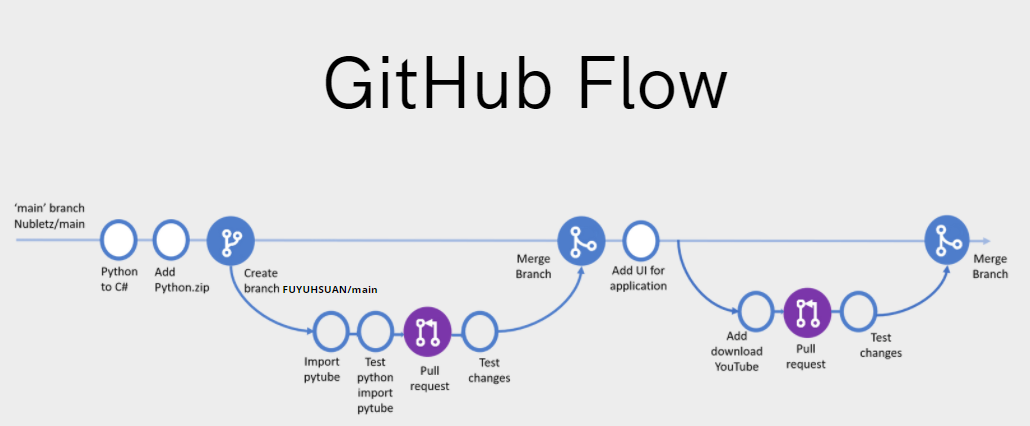 GitHub Flow
‘main’ branch
Nubletz/main
Python
to C#
Add
Python.zip
Create
branch FUYUHSUAN/main
Import
pytube
Test
python
import
pytube
Pull
request
Test
changes
Merge
Branch
Add UI for
application
Add
download
YouTube
Pull
request
Test
changes
Merge
Branch